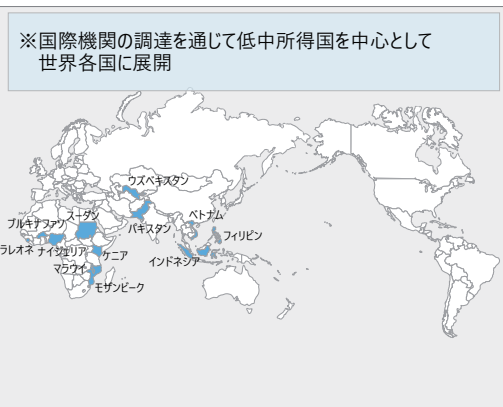 ※国際機関の調達を通じて低中所得国を中心として
世界各国に展開
ウズベキスタン
ブルキナファソ
スーダン
パキスタン
ベトナム
フィリピン
ラレオネ
ナイジェリア
ケニア
インドネシア
マラウイ
モザンビーク